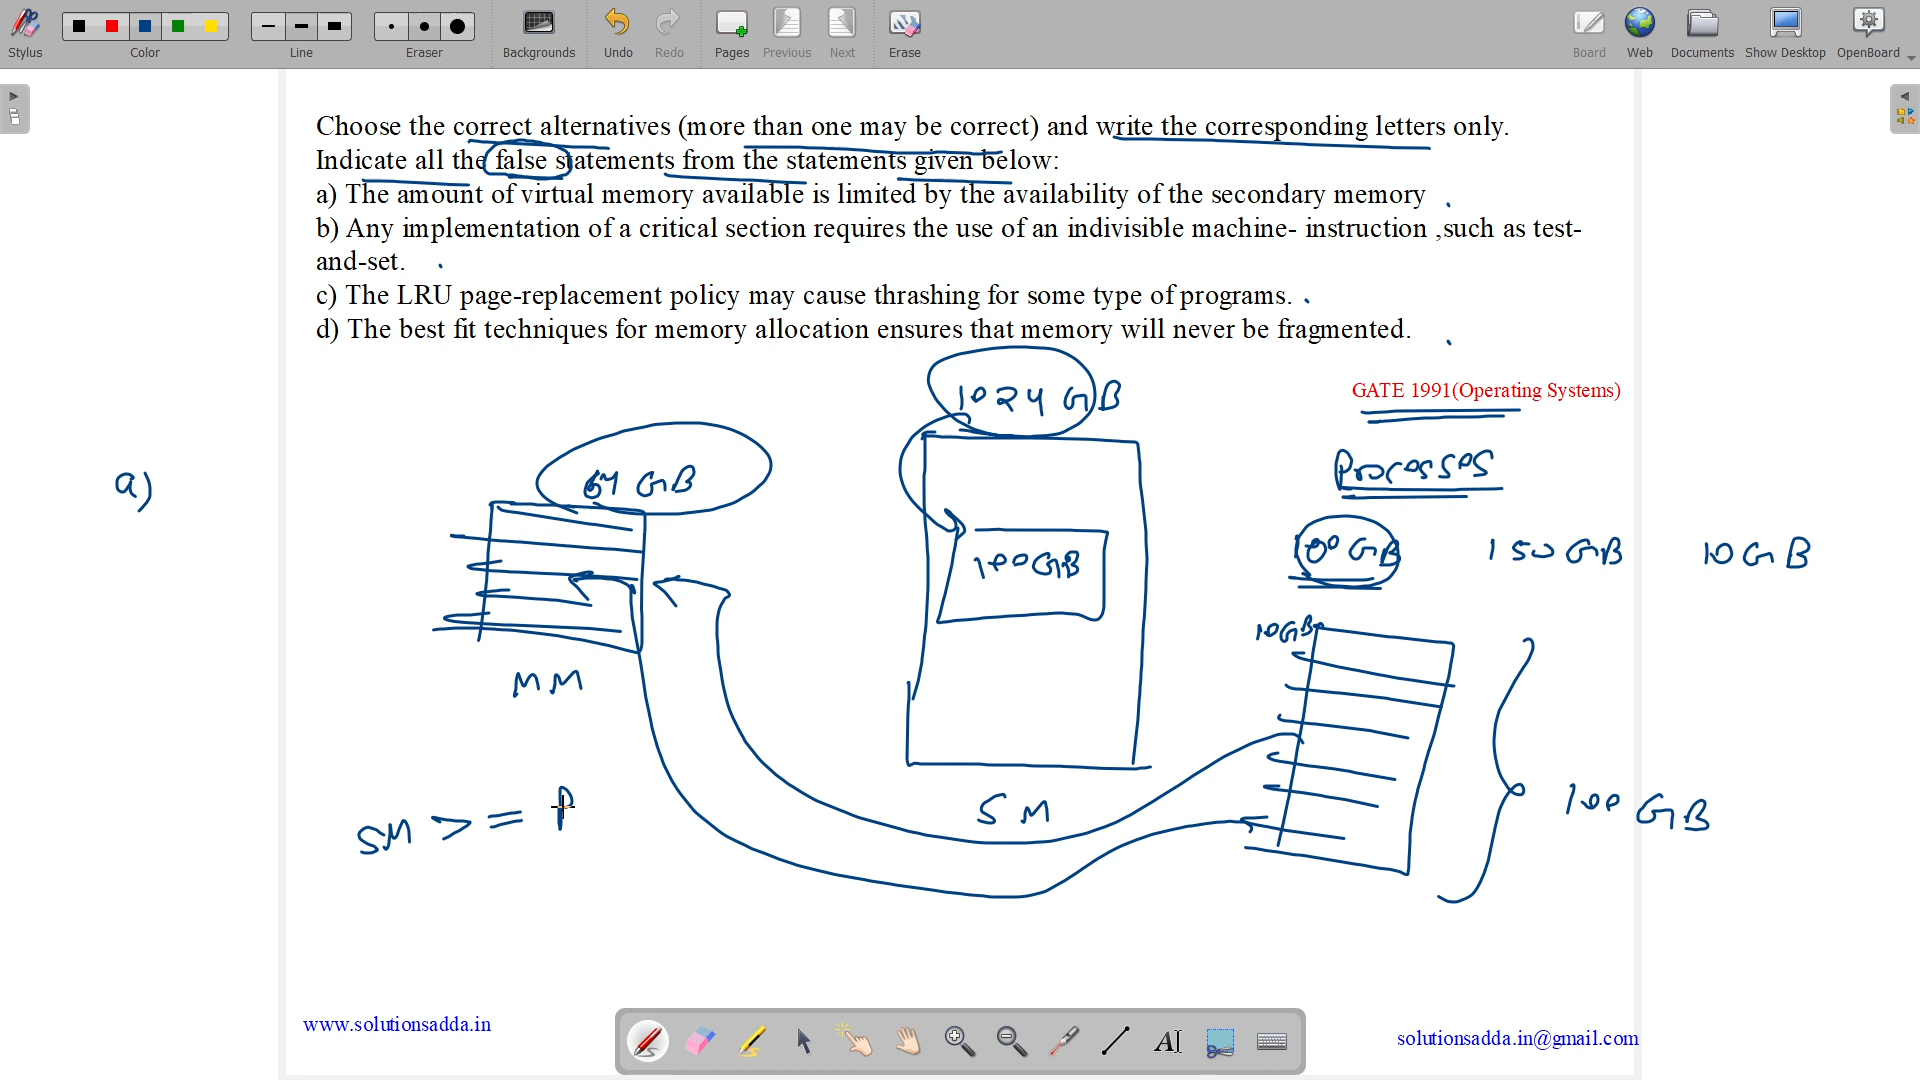 Stylus Color Line Eraser Backgrounds Undo Redo Pages Previous Next Erase Board Web Documents Show Desktop OpenBoard
Choose the correct alternatives (more than one may be correct) and write the corresponding letters only.
Indicate all the false statements from the statements given below:
a) The amount of virtual memory available is limited by the availability of the secondary memory
b) Any implementation of a critical section requires the use of an indivisible machine- instruction ,such as test-
and-set.
c) The LRU page-replacement policy may cause thrashing for some type of programs.
d) The best fit techniques for memory allocation ensures that memory will never be fragmented.
GATE 1991(Operating Systems)
1024 GB
Processes
a)
64 GB
100GB
100 GB 150 GB 10 GB
10GB
MM
SM
100 GB
SM >= P
www.solutionsadda.in
solutionsadda.in@gmail.com